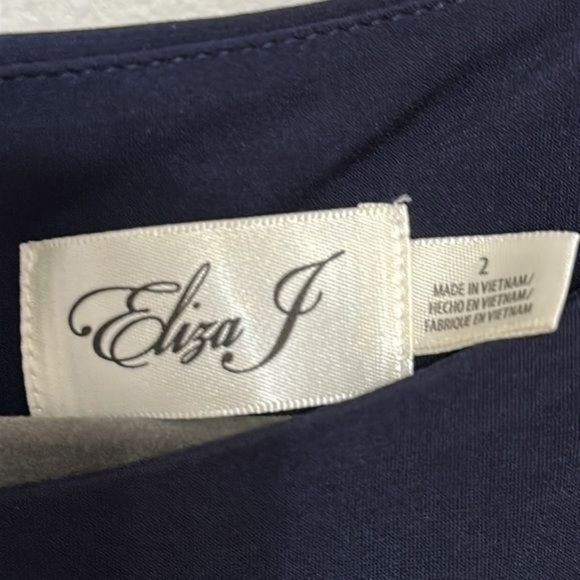 Eliza J
2
MADE IN VIETNAM/
HECHO EN VIETNAM/
FABRIQUE EN VIETNAM